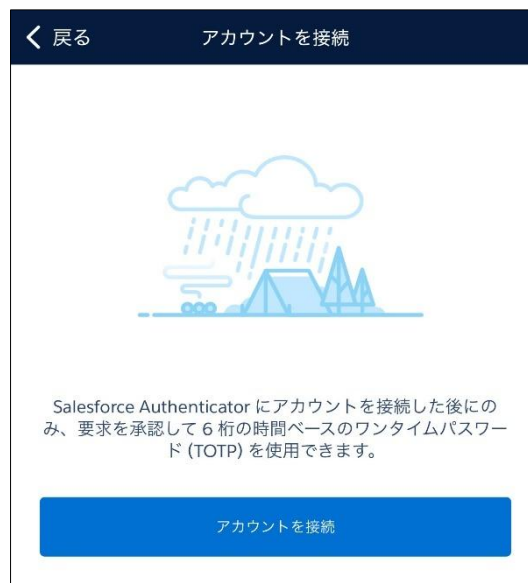 戻る アカウントを接続
Salesforce Authenticator にアカウントを接続した後にの
み、要求を承認して 6 桁の時間ベースのワンタイムパスワー
ド (TOTP) を使用できます。
アカウントを接続